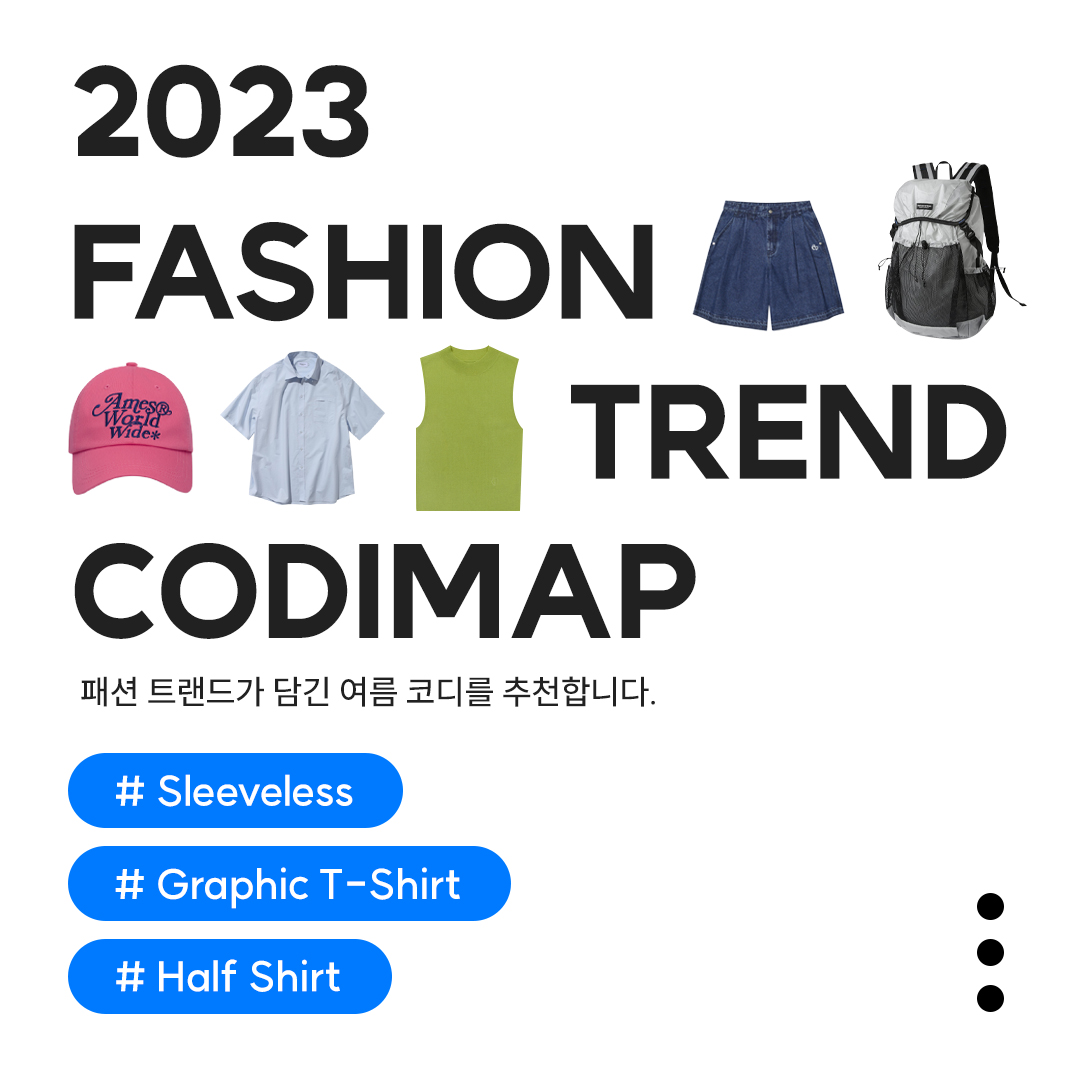 2023
FASHION
TREND
Ames®
World
Wide*
CODIMAP
패션 트랜드가 담긴 여름 코디를 추천합니다.
# Sleeveless
# Graphic T-Shirt
# Half Shirt